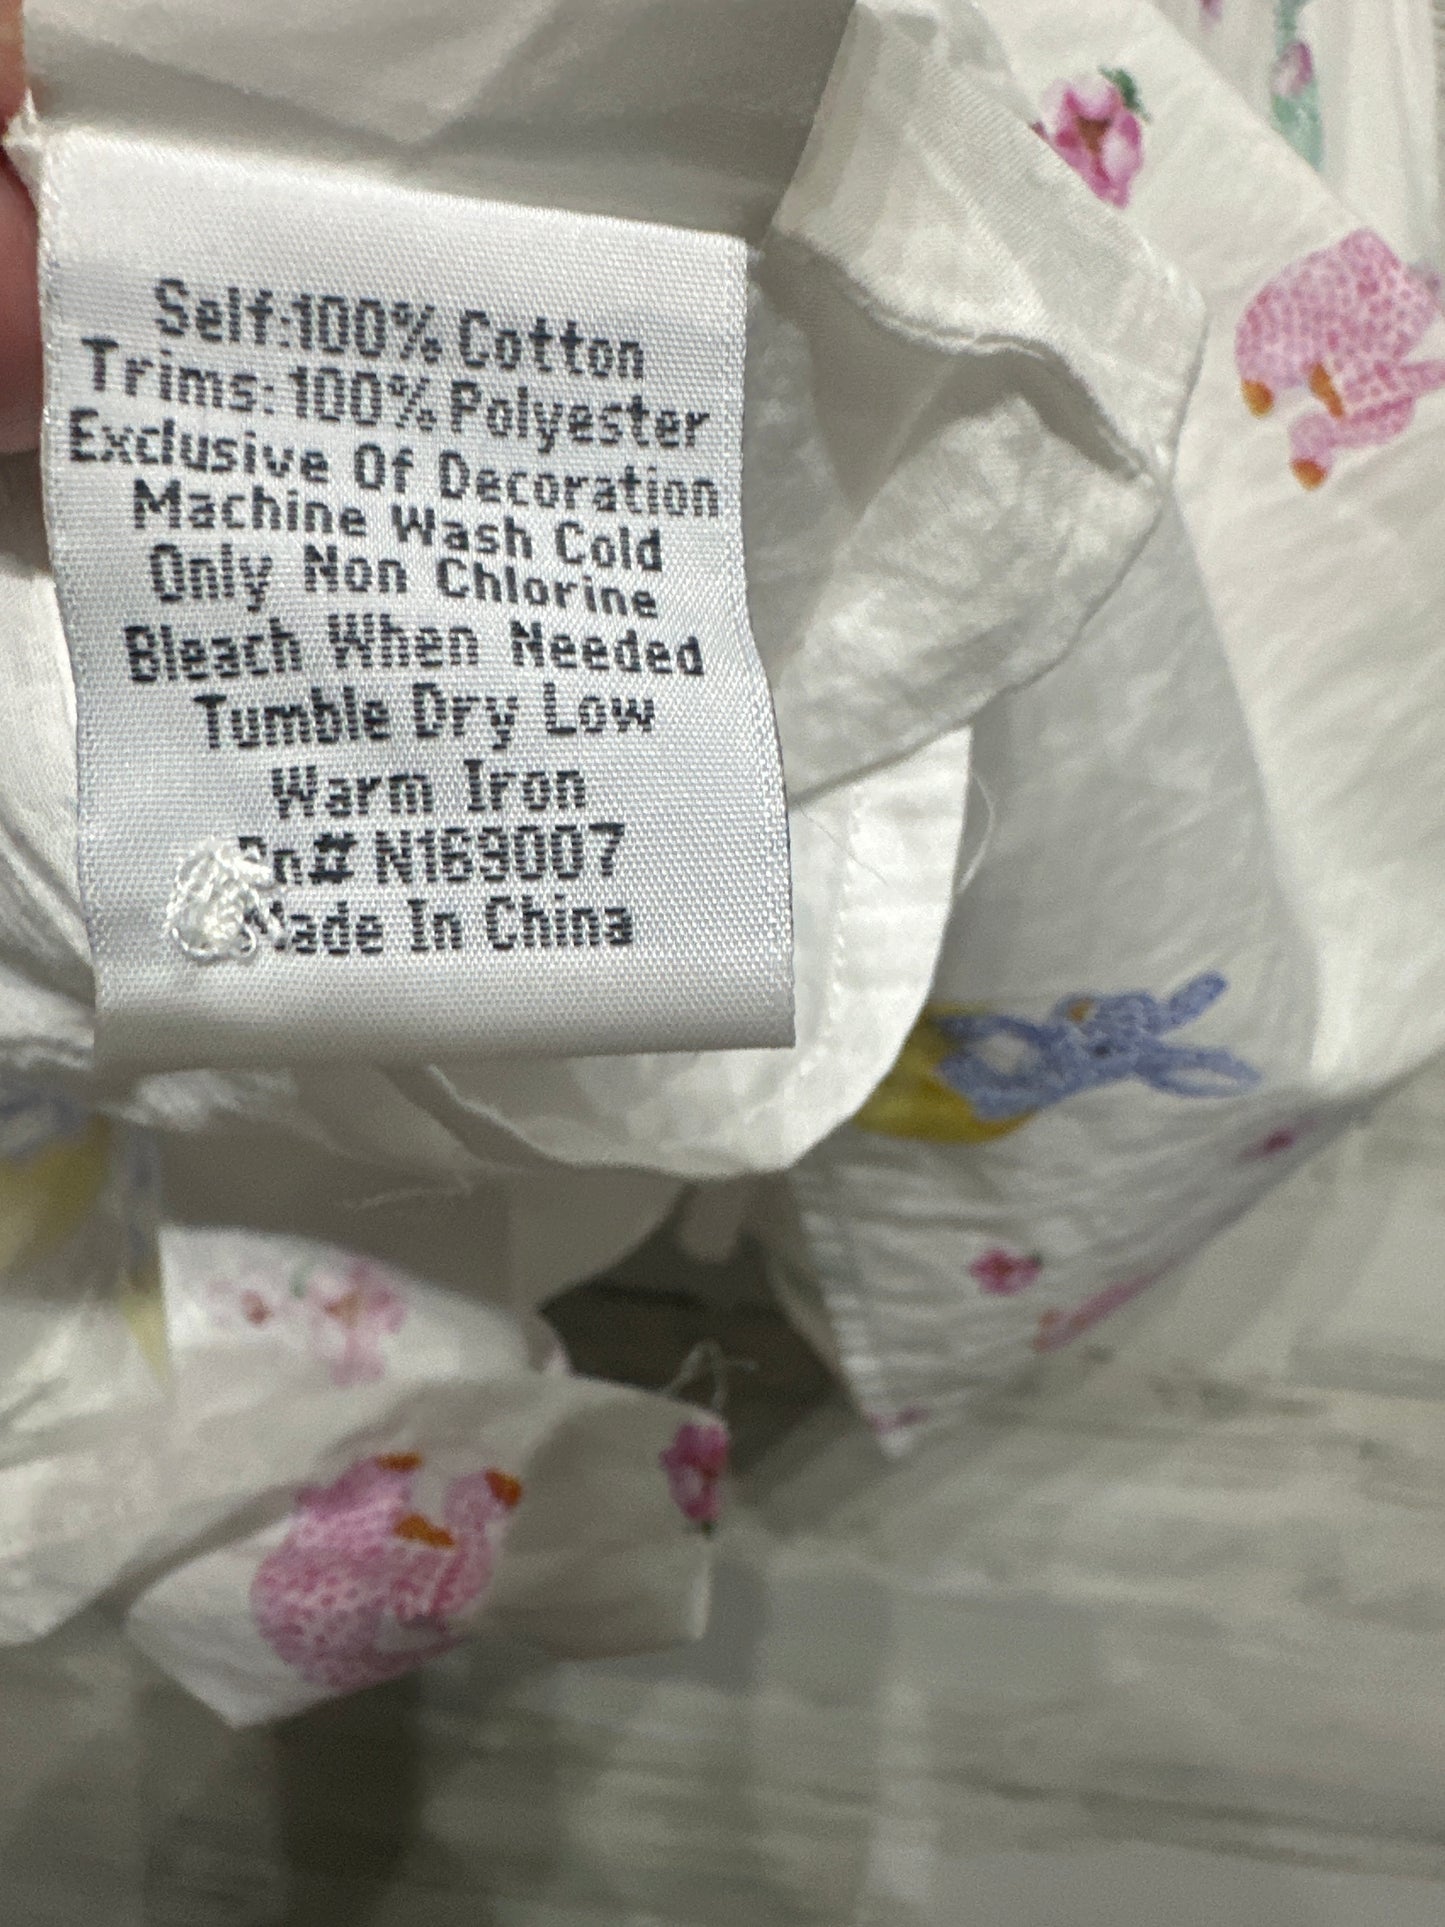 Self:100% Cotton
Trims: 100% Polyester
Exclusive Of Decoration
Machine Wash Cold
Only Non Chlorine
Bleach When Needed
Tumble Dry Low
Warm Iron
Rn# N169007
Made In China